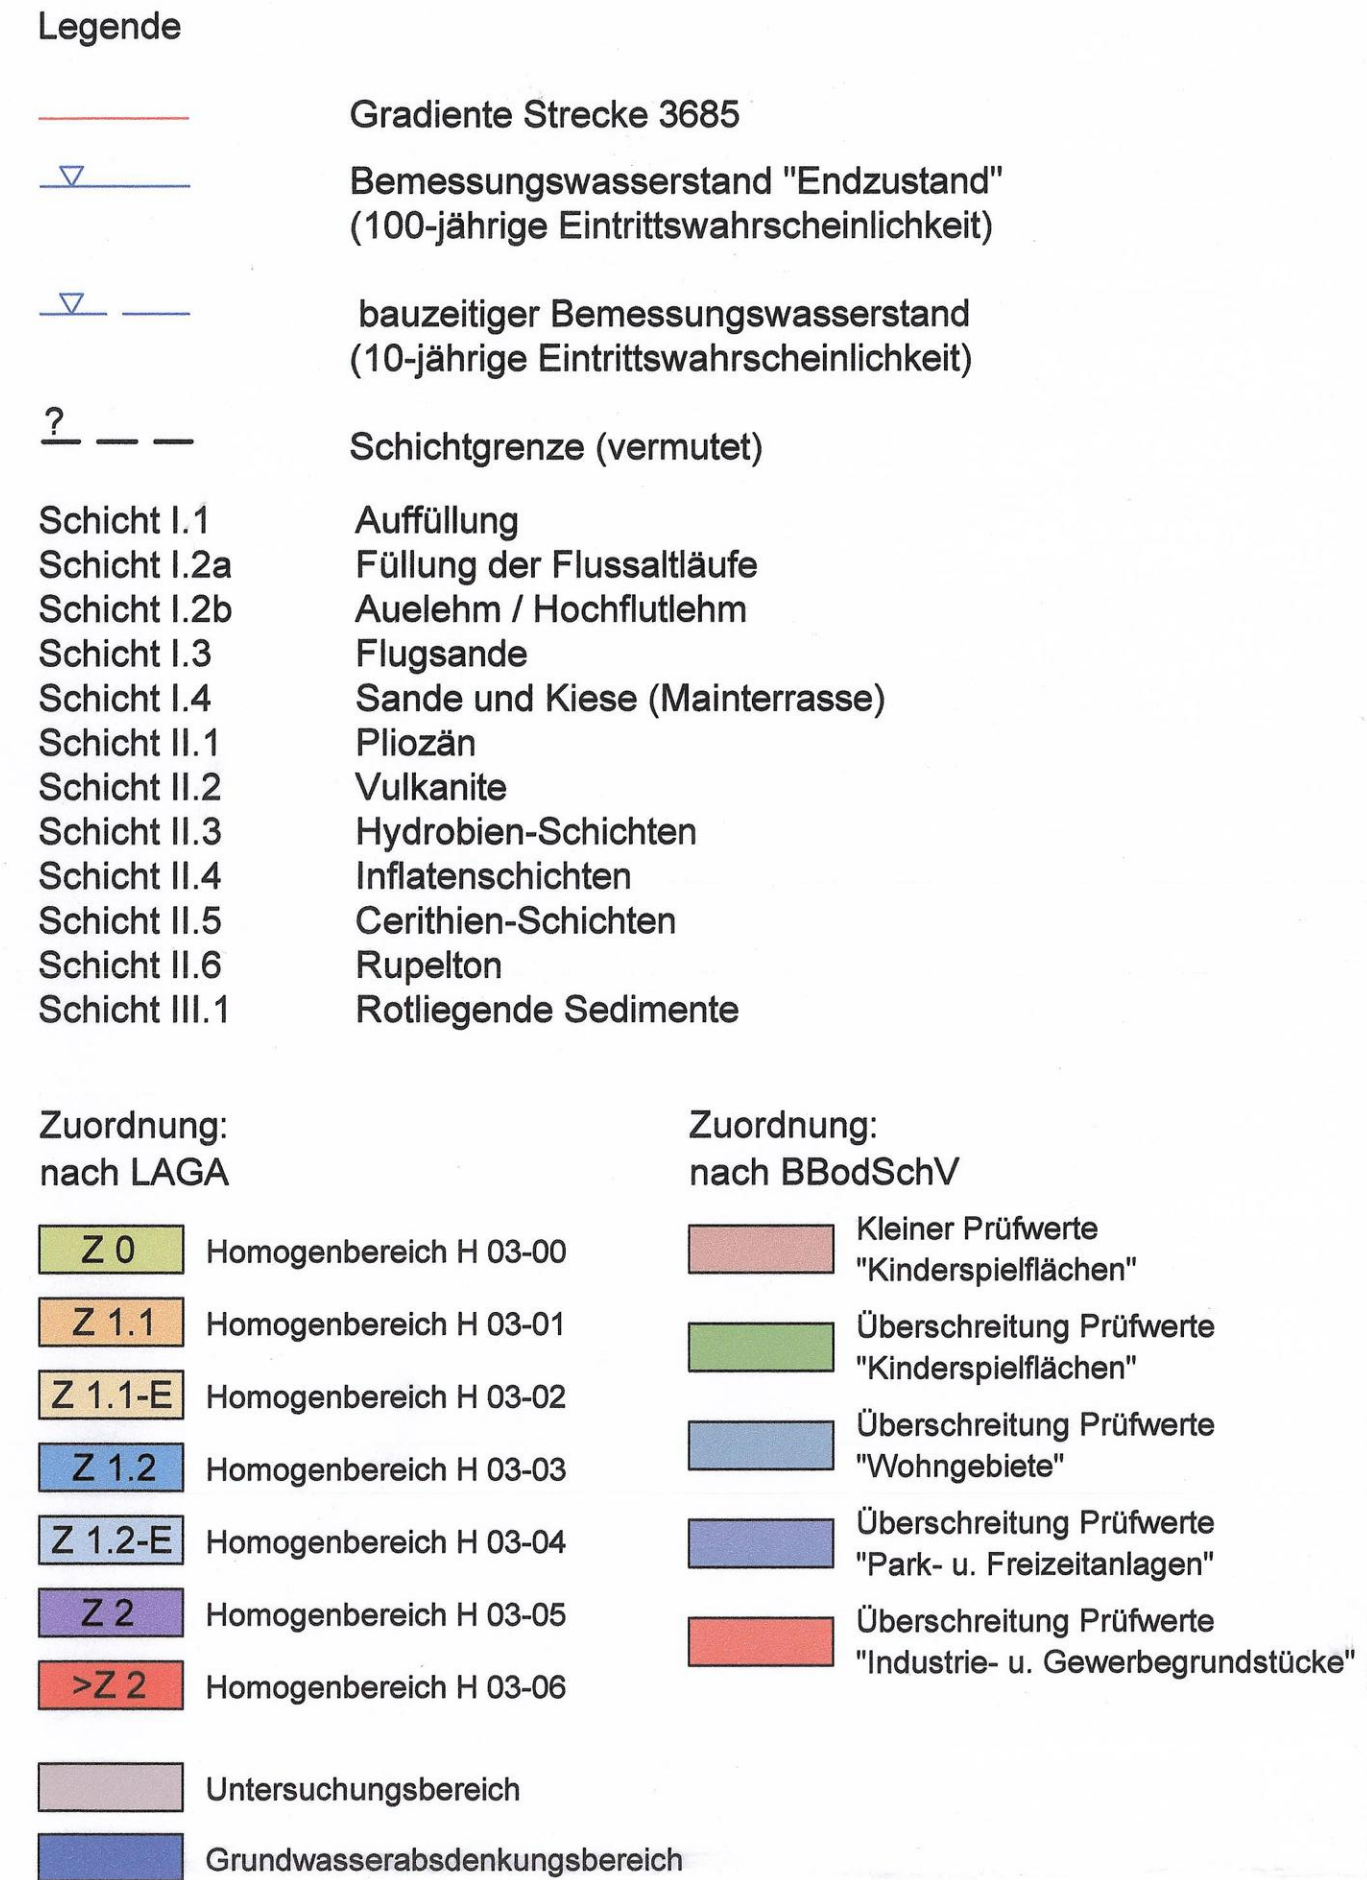 Legende
Gradiente Strecke 3685
Bemessungswasserstand "Endzustand"
(100-jährige Eintrittswahrscheinlichkeit)
bauzeitiger Bemessungswasserstand
(10-jährige Eintrittswahrscheinlichkeit)
?
Schichtgrenze (vermutet)
Schicht I.1 Auffüllung
Schicht I.2a Füllung der Flussaltläufe
Schicht I.2b Auelehm / Hochflutlehm
Schicht I.3 Flugsande
Schicht I.4 Sande und Kiese (Mainterrasse)
Schicht II.1 Pliozän
Schicht II.2 Vulkanite
Schicht II.3 Hydrobien-Schichten
Schicht II.4 Inflatenschichten
Schicht II.5 Cerithien-Schichten
Schicht II.6 Rupelton
Schicht III.1 Rotliegende Sedimente
Zuordnung:
nach LAGA
Z 0 Homogenbereich H 03-00
Z 1.1 Homogenbereich H 03-01
Z 1.1-E Homogenbereich H 03-02
Z 1.2 Homogenbereich H 03-03
Z 1.2-E Homogenbereich H 03-04
Z 2 Homogenbereich H 03-05
>Z 2 Homogenbereich H 03-06
Untersuchungsbereich
Grundwasserabsdenkungsbereich
Zuordnung:
nach BBodSchV
Kleiner Prüfwerte
"Kinderspielflächen"
Überschreitung Prüfwerte
"Kinderspielflächen"
Überschreitung Prüfwerte
"Wohngebiete"
Überschreitung Prüfwerte
"Park- u. Freizeitanlagen"
Überschreitung Prüfwerte
"Industrie- u. Gewerbegrundstücke"